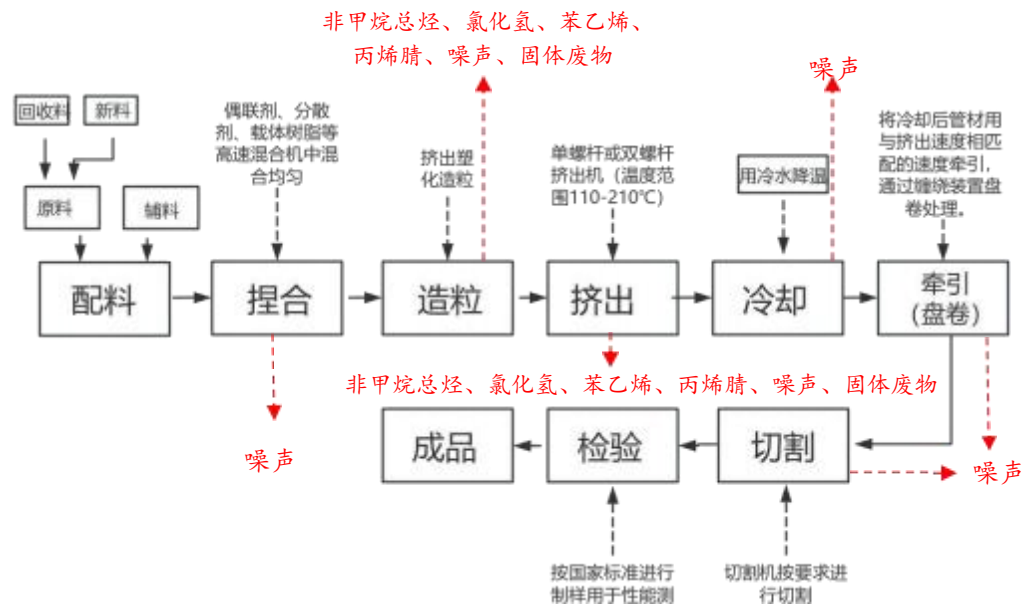 非甲烷总烃、氯化氢、苯乙烯、
丙烯腈、噪声、固体废物
噪声
回收料
新料
偶联剂、分散
剂、载体树脂等
高速混合机中混
合均匀
挤出塑
化造粒
单螺杆或双螺杆
挤出机（温度范
围110-210℃）
用冷水降温
将冷却后管材用
与挤出速度相匹
配的速度牵引，
通过缠绕装置盘
卷处理。
原料
辅料
配料
捏合
造粒
挤出
冷却
牵引
(盘卷)
非甲烷总烃、氯化氢、苯乙烯、丙烯腈、噪声、固体废物
噪声
成品
检验
切割
噪声
按国家标准进行
制样用于性能测
切割机按要求进
行切割